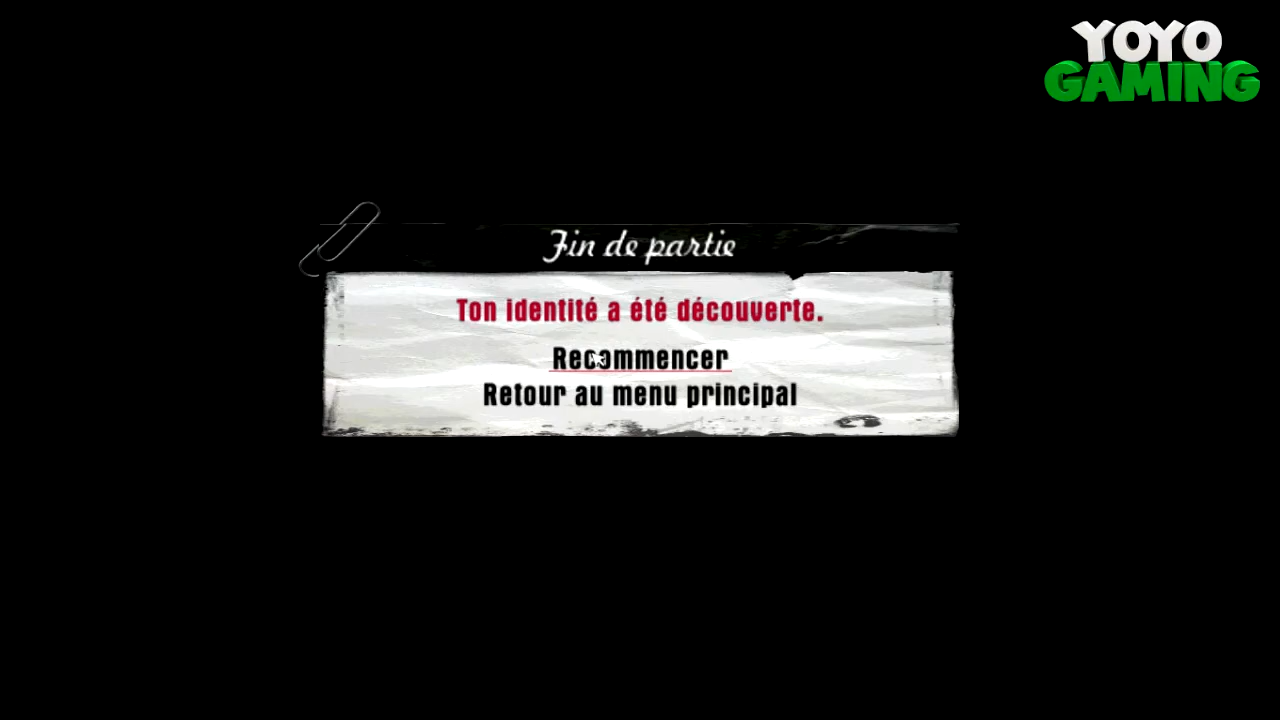 YOYO
GAMING
Fin de partie
Ton identité a été découverte.
Recommencer
Retour au menu principal